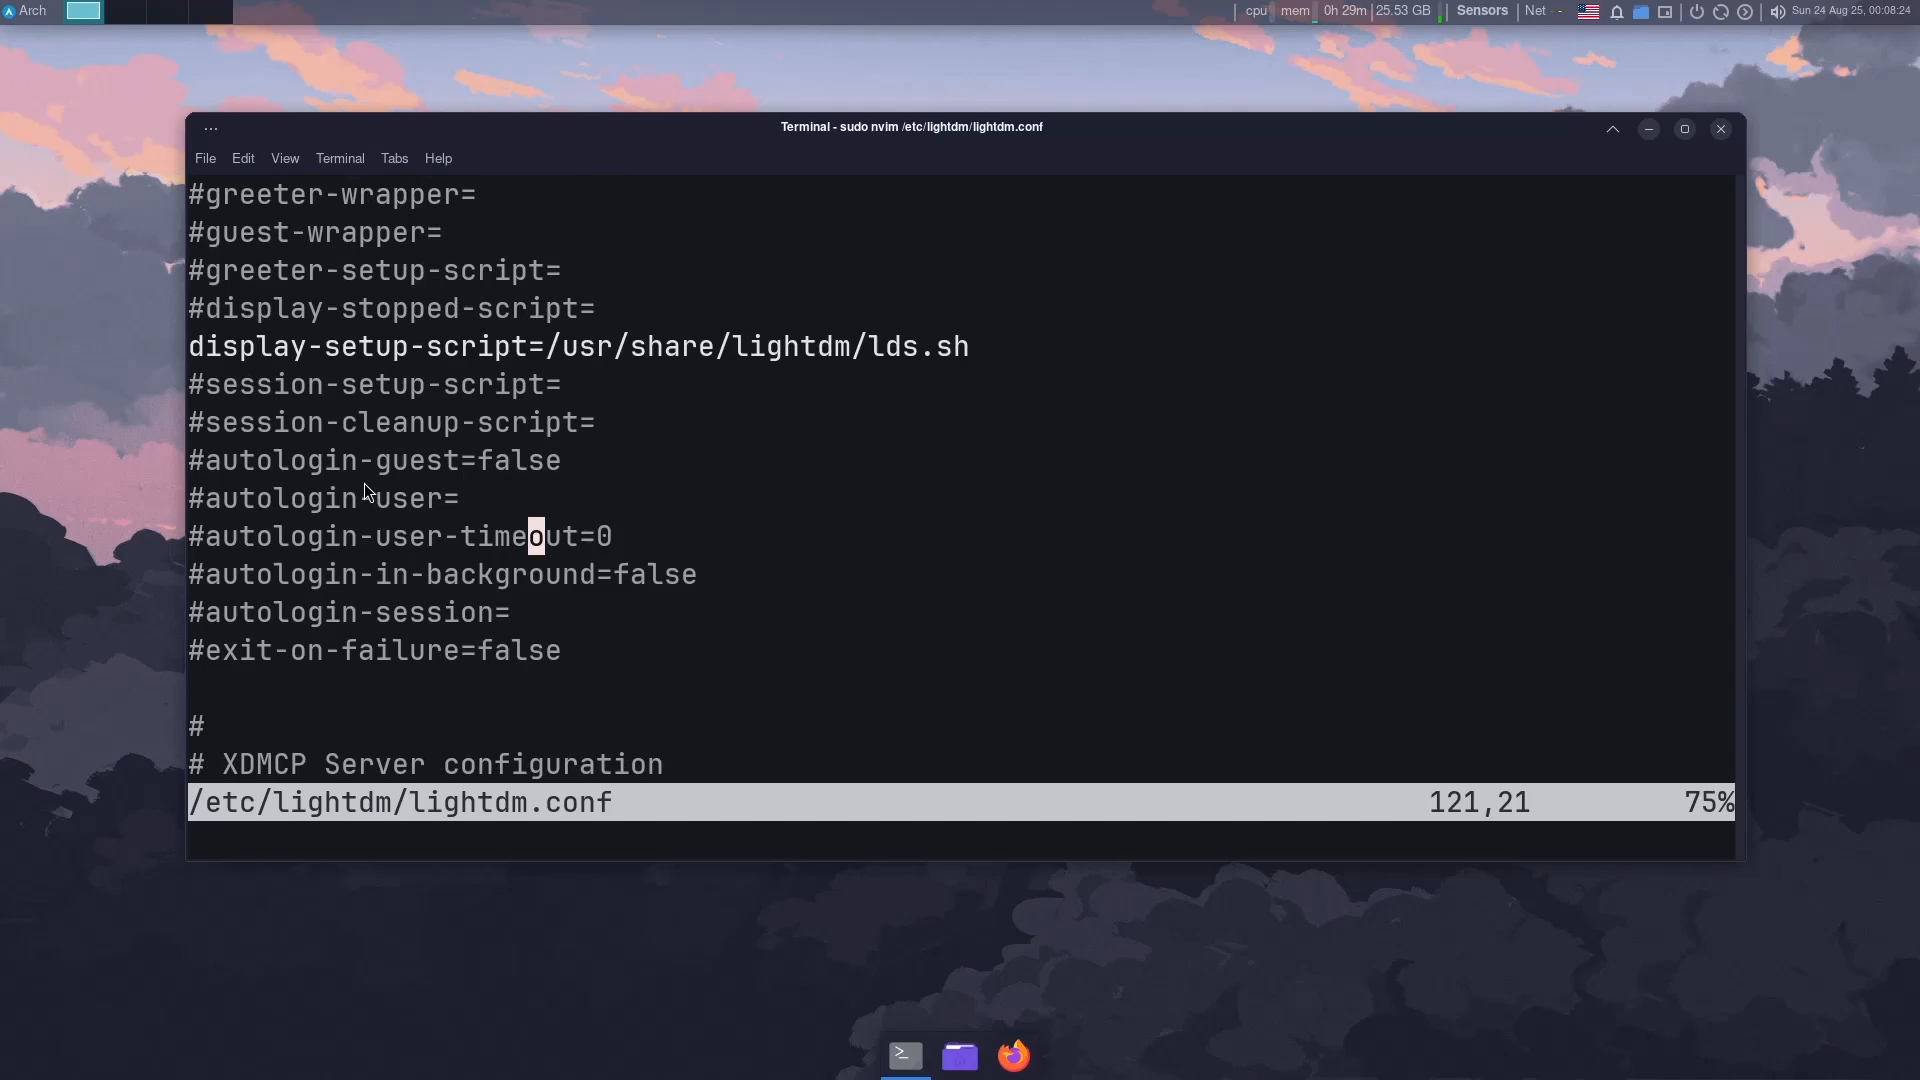 Arch
cpu mem 0h 29m 25.53 GB Sensors Net -- Sun 24 Aug 25, 00:08:24
Terminal - sudo nvim /etc/lightdm/lightdm.conf
File Edit View Terminal Tabs Help
#greeter-wrapper=
#guest-wrapper=
#greeter-setup-script=
#display-stopped-script=
display-setup-script=/usr/share/lightdm/lds.sh
#session-setup-script=
#session-cleanup-script=
#autologin-guest=false
#autologin-user=
#autologin-user-timeout=0
#autologin-in-background=false
#autologin-session=
#exit-on-failure=false
#
# XDMCP Server configuration
/etc/lightdm/lightdm.conf 121,21 75%